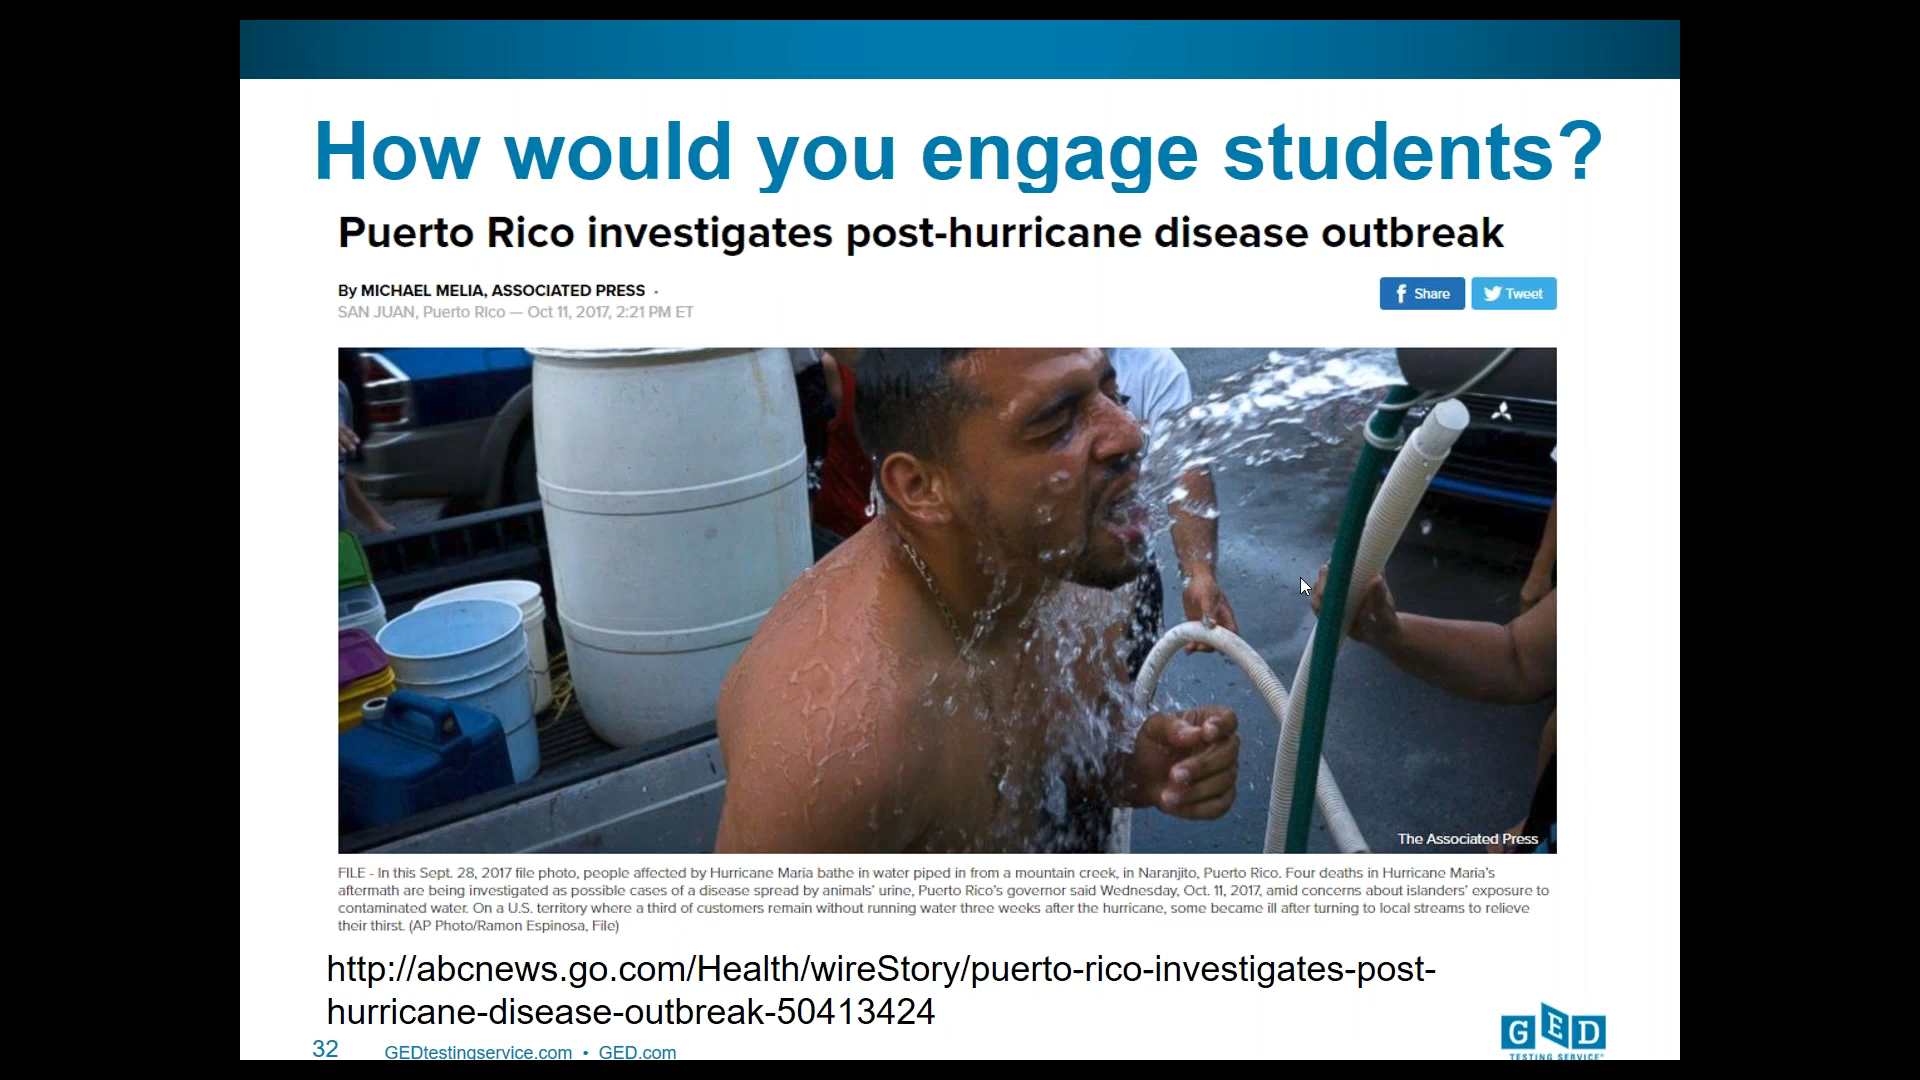 How would you engage students?
Puerto Rico investigates post-hurricane disease outbreak
By MICHAEL MELIA, ASSOCIATED PRESS ·
SAN JUAN, Puerto Rico — Oct 11, 2017, 2:21 PM ET
Share
Tweet
The Associated Press
FILE - In this Sept. 28, 2017 file photo, people affected by Hurricane Maria bathe in water piped in from a mountain creek, in Naranjito, Puerto Rico. Four deaths in Hurricane Maria's
aftermath are being investigated as possible cases of a disease spread by animals' urine, Puerto Rico's governor said Wednesday, Oct. 11, 2017, amid concerns about islanders' exposure to
contaminated water. On a U.S. territory where a third of customers remain without running water three weeks after the hurricane, some became ill after turning to local streams to relieve
their thirst. (AP Photo/Ramon Espinosa, File)
http://abcnews.go.com/Health/wireStory/puerto-rico-investigates-post-
hurricane-disease-outbreak-50413424
32
GEDtestingservice.com • GED.com
GED
TESTING SERVICE